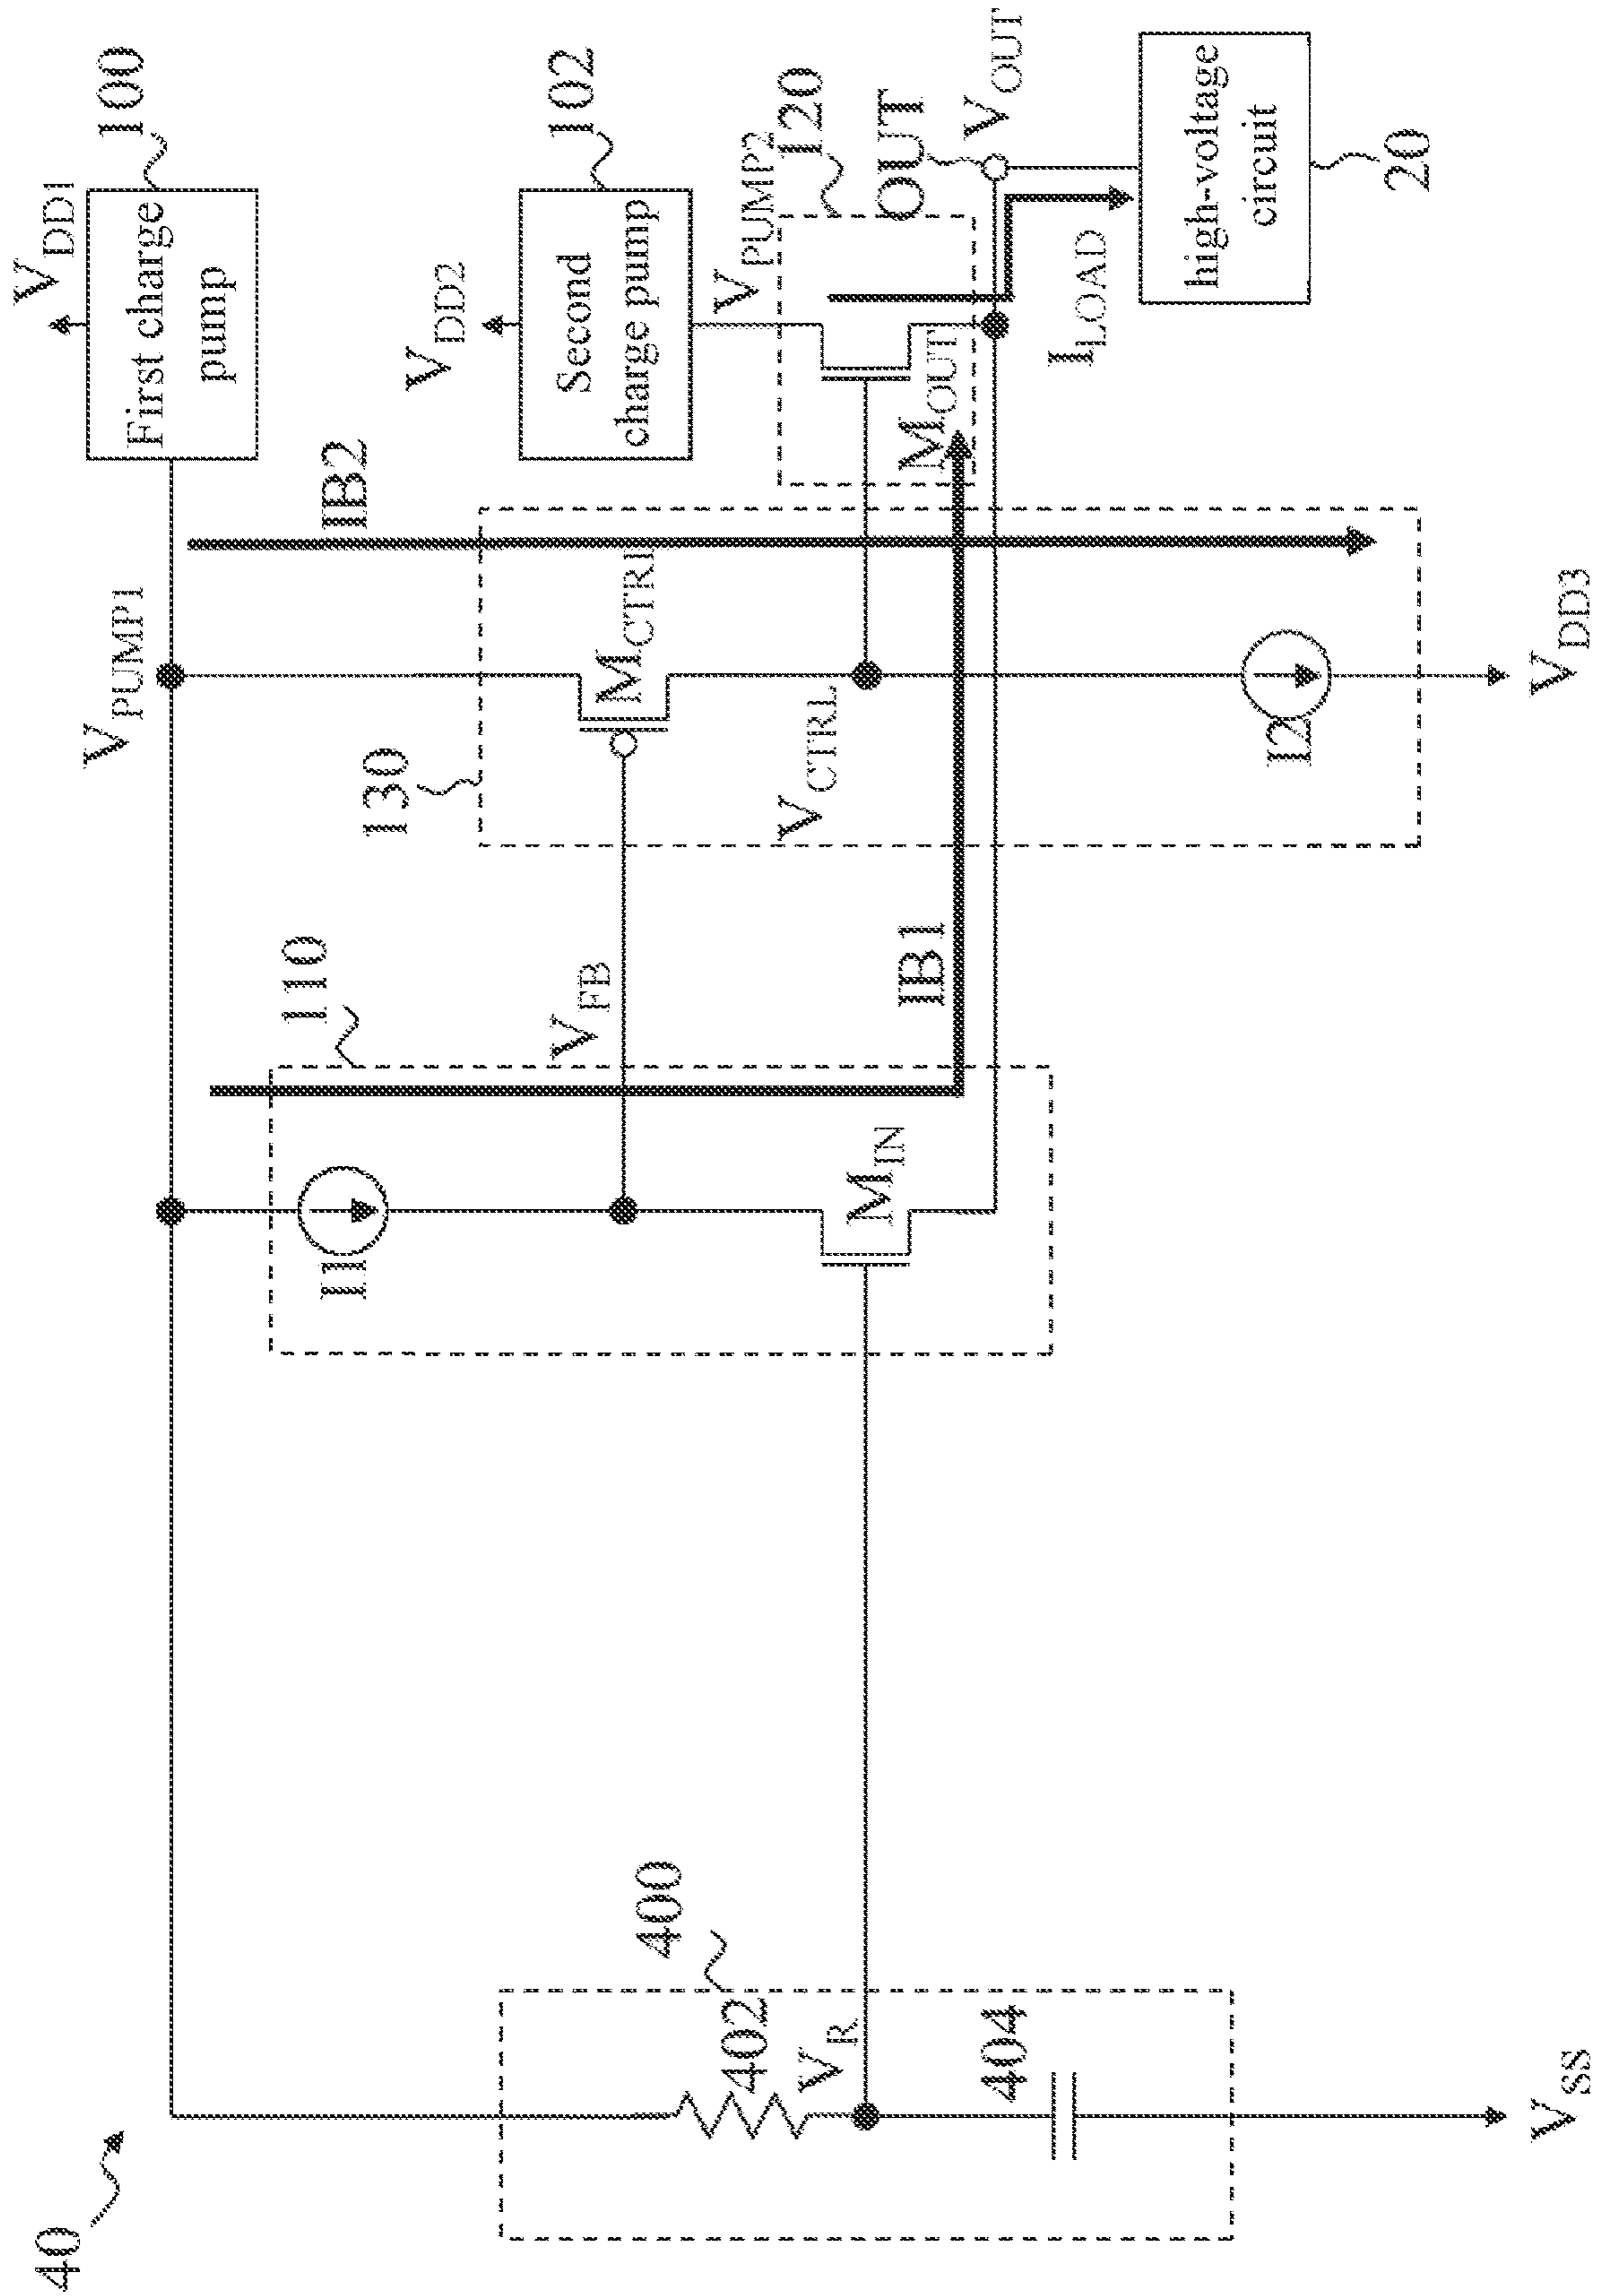 40
V_PUMP1
V_DD1
100
First charge
pump
IB2
V_DD2
102
Second
charge pump
110
I1
130
M_CTRL
V_FB
V_PUMP2
120
OUT
V_OUT
400
402
V_R
404
M_IN
IB1
V_CTRL
M_OUT
I_LOAD
high-voltage
circuit
20
I2
V_SS
V_DD3